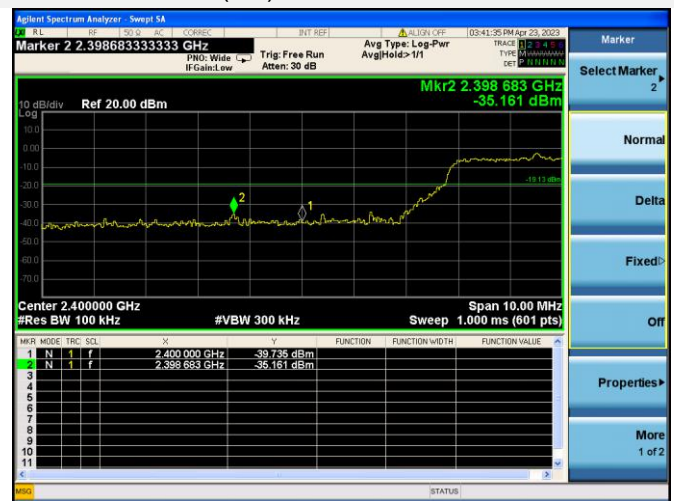 Agilent Spectrum Analyzer - Swept SA
RL RF 50 Ω AC CORREC INT REF ALIGN OFF 03:41:35 PM Apr 23, 2023
Marker 2 2.398683333333 GHz
PNO: Wide
IFGain:Low
Trig: Free Run
Atten: 30 dB
Avg Type: Log-Pwr
Avg|Hold>1/1
TRACE 1 2 3 4 5 6
TYPE
DET P N N N N N
Mkr2 2.398 683 GHz
-35.161 dBm
10 dB/div Ref 20.00 dBm
Log
10.0
0.00
-10.0
-20.0
-30.0
-40.0
-50.0
-60.0
-70.0
-19.13 dBm
2
1
Center 2.400000 GHz Span 10.00 MHz
#Res BW 100 kHz #VBW 300 kHz Sweep 1.000 ms (601 pts)
MKR MODE TRC SCL X Y FUNCTION FUNCTION WIDTH FUNCTION VALUE
1 N 1 f 2.400 000 GHz -39.735 dBm
2 N 1 f 2.398 683 GHz -35.161 dBm
3
4
5
6
7
8
9
10
11
MSG STATUS
Marker
Select Marker
2
Normal
Delta
Fixed
Off
Properties
More
1 of 2